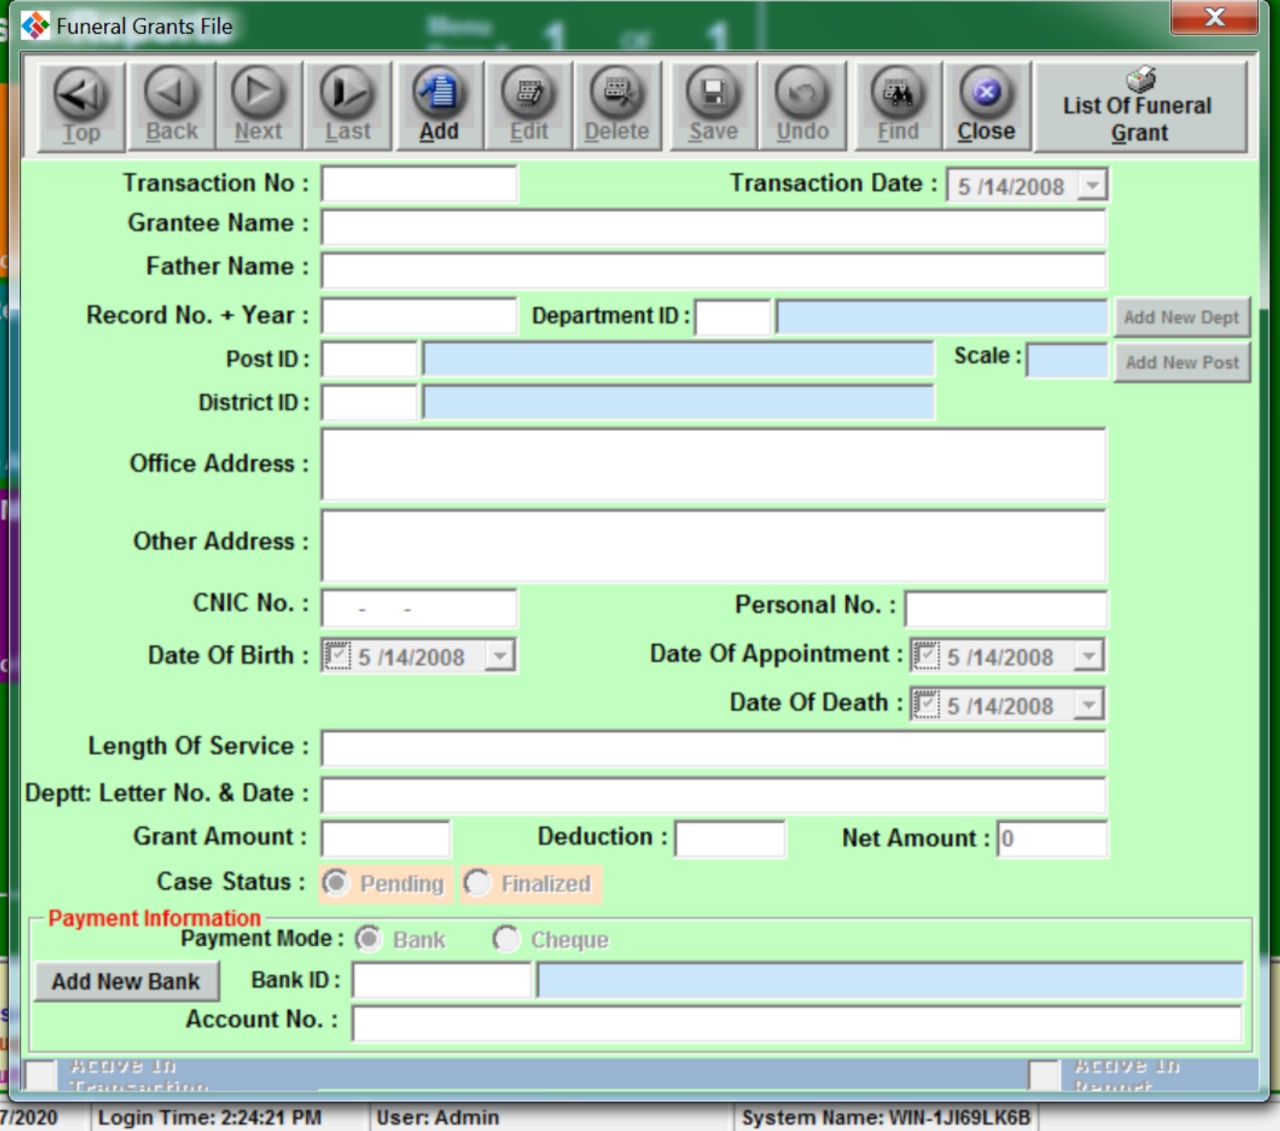 Funeral Grants File
Menu
1 OF 1
Top Back Next Last Add Edit Delete Save Undo Find Close List Of Funeral Grant
Transaction No : Transaction Date : 5 /14/2008
Grantee Name :
Father Name :
Record No. + Year : Department ID : Add New Dept
Post ID : Scale : Add New Post
District ID :
Office Address :
Other Address :
CNIC No. : - - Personal No. :
Date Of Birth : 5 /14/2008 Date Of Appointment : 5 /14/2008
Date Of Death : 5 /14/2008
Length Of Service :
Deptt: Letter No. & Date :
Grant Amount : Deduction : Net Amount : 0
Case Status : Pending Finalized
Payment Information
Payment Mode : Bank Cheque
Add New Bank Bank ID :
Account No. :
Active In Active In
Transaction Report
7/2020 Login Time: 2:24:21 PM User: Admin System Name: WIN-1JI69LK6B